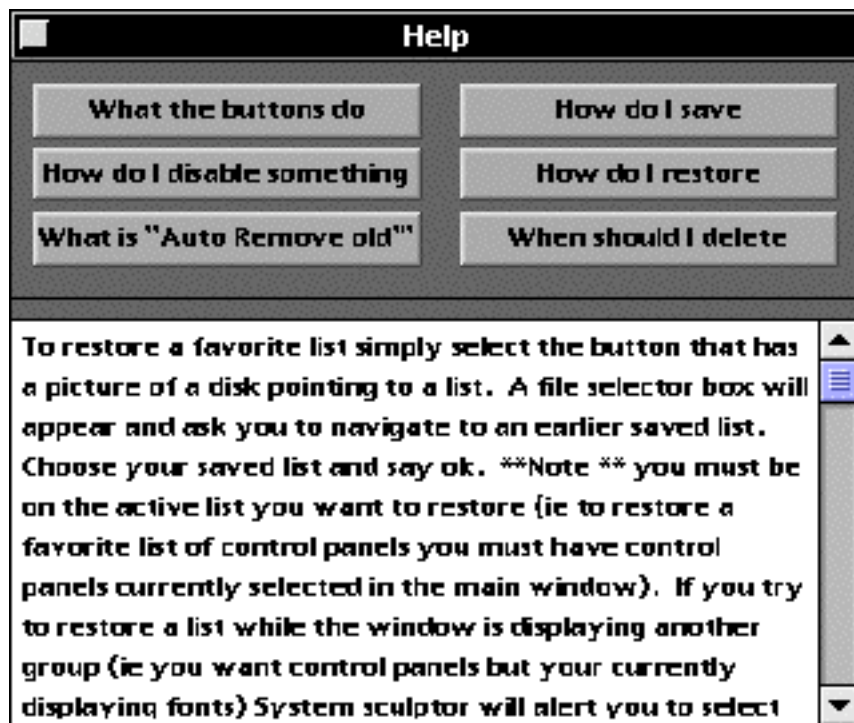 Help
What the buttons do
How do I save
How do I disable something
How do I restore
What is "Auto Remove old""
When should I delete
To restore a favorite list simply select the button that has
a picture of a disk pointing to a list. A file selector box will
appear and ask you to navigate to an earlier saved list.
Choose your saved list and say ok. **Note ** you must be
on the active list you want to restore (ie to restore a
favorite list of control panels you must have control
panels currently selected in the main window). If you try
to restore a list while the window is displaying another
group (ie you want control panels but your currently
displaying fonts) System sculptor will alert you to select